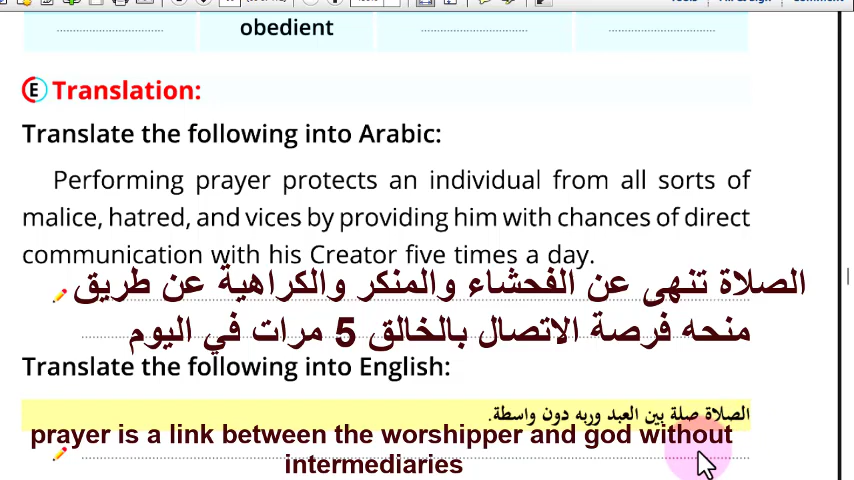 obedient
E Translation:
Translate the following into Arabic:
Performing prayer protects an individual from all sorts of
malice, hatred, and vices by providing him with chances of direct
communication with his Creator five times a day.
الصلاة تنهى عن الفحشاء والمنكر والكراهية عن طريق
منحه فرصة الاتصال بالخالق 5 مرات في اليوم
Translate the following into English:
الصلاة صلة بين العبد وربه دون واسطة.
prayer is a link between the worshipper and god without
intermediaries